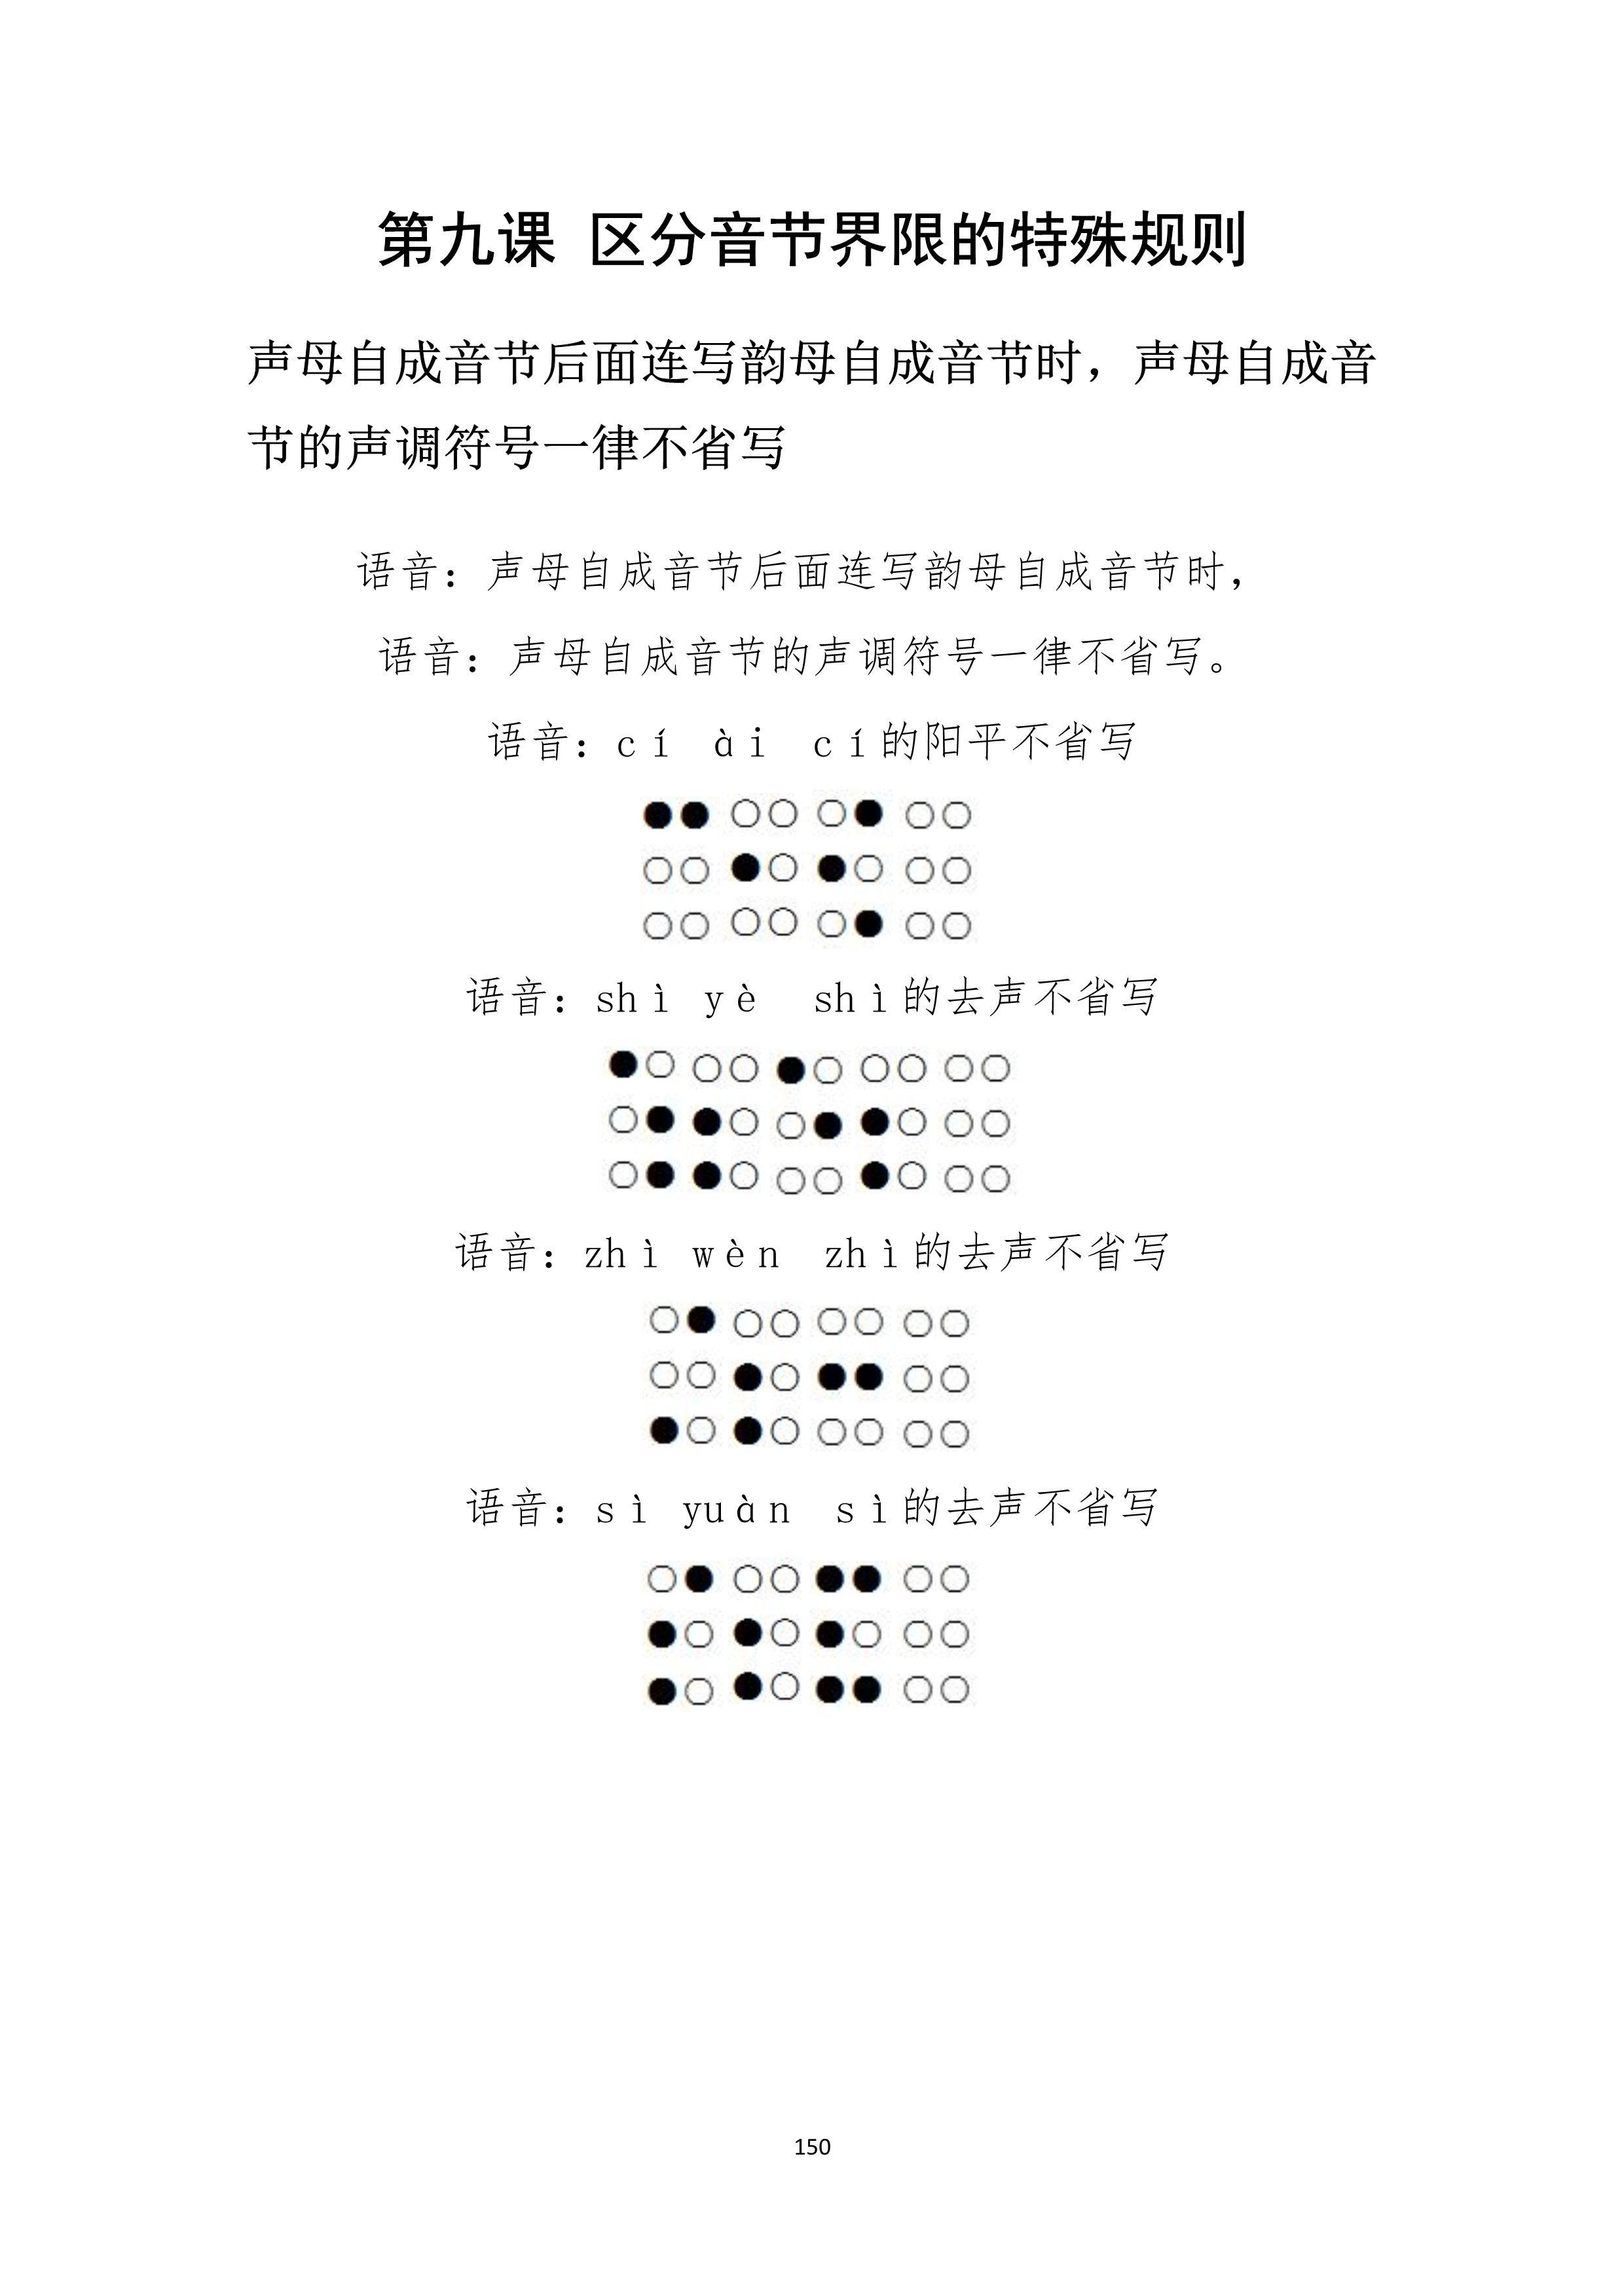 第九课 区分音节界限的特殊规则
声母自成音节后面连写韵母自成音节时，声母自成音
节的声调符号一律不省写
语音：声母自成音节后面连写韵母自成音节时，
语音：声母自成音节的声调符号一律不省写。
语音：cí ài cí的阳平不省写
●● ○○ ○● ○○
○○ ●○ ●○ ○○
○○ ○○ ○● ○○
语音：shì yè shì的去声不省写
●○ ○○ ●○ ○○ ○○
○● ●○ ○● ●○ ○○
○● ●○ ○○ ●○ ○○
语音：zhì wèn zhì的去声不省写
○● ○○ ○○ ○○
○○ ●○ ●● ○○
●○ ●○ ○○ ○○
语音：sì yuàn sì的去声不省写
○● ○○ ●● ○○
●○ ●○ ●○ ○○
●○ ●○ ●● ○○
150